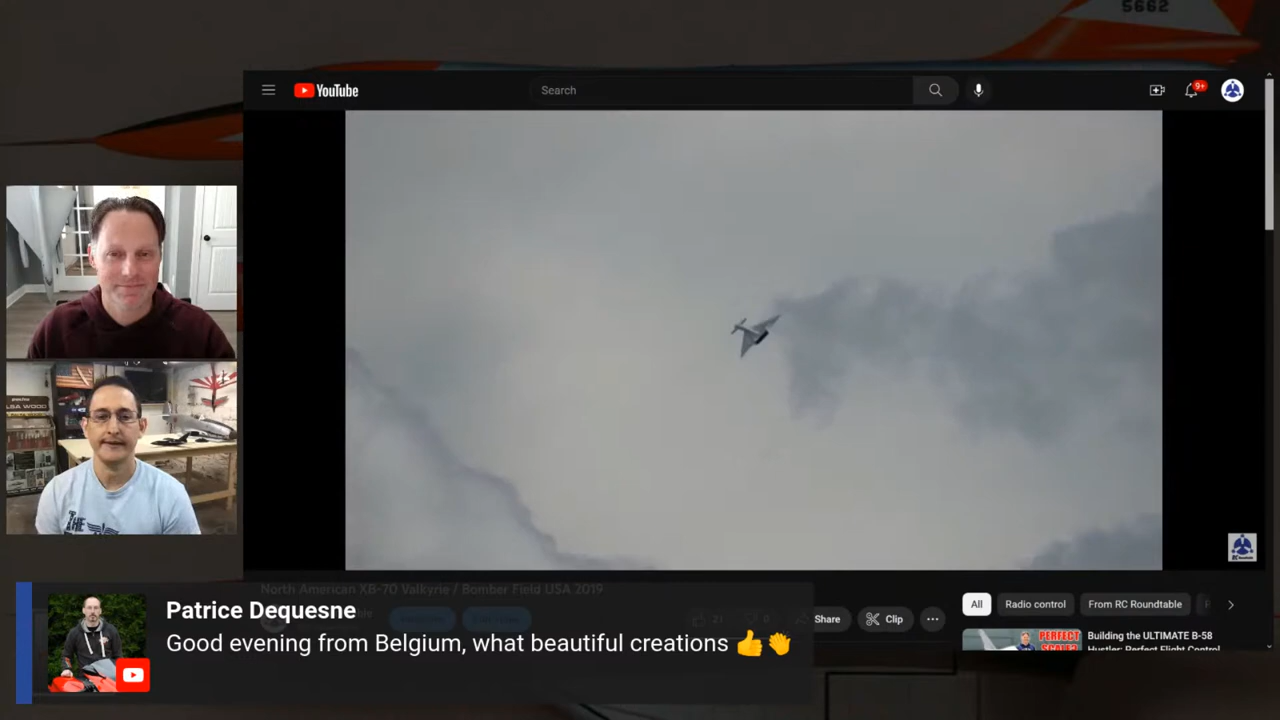 5662
YouTube
Search
9+
THE
North American XB-70 Valkyrie / Bomber Field USA 2019
Share
Clip
All
Radio control
From RC Roundtable
PERFECT
Building the ULTIMATE B-58
Hustler: Perfect Flight Control
Patrice Dequesne
Good evening from Belgium, what beautiful creations 👍👏